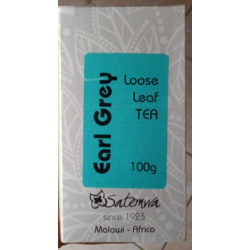 Earl Grey
Loose
Leaf
TEA
100g
Satemwa
since 1923
Malawi - Africa